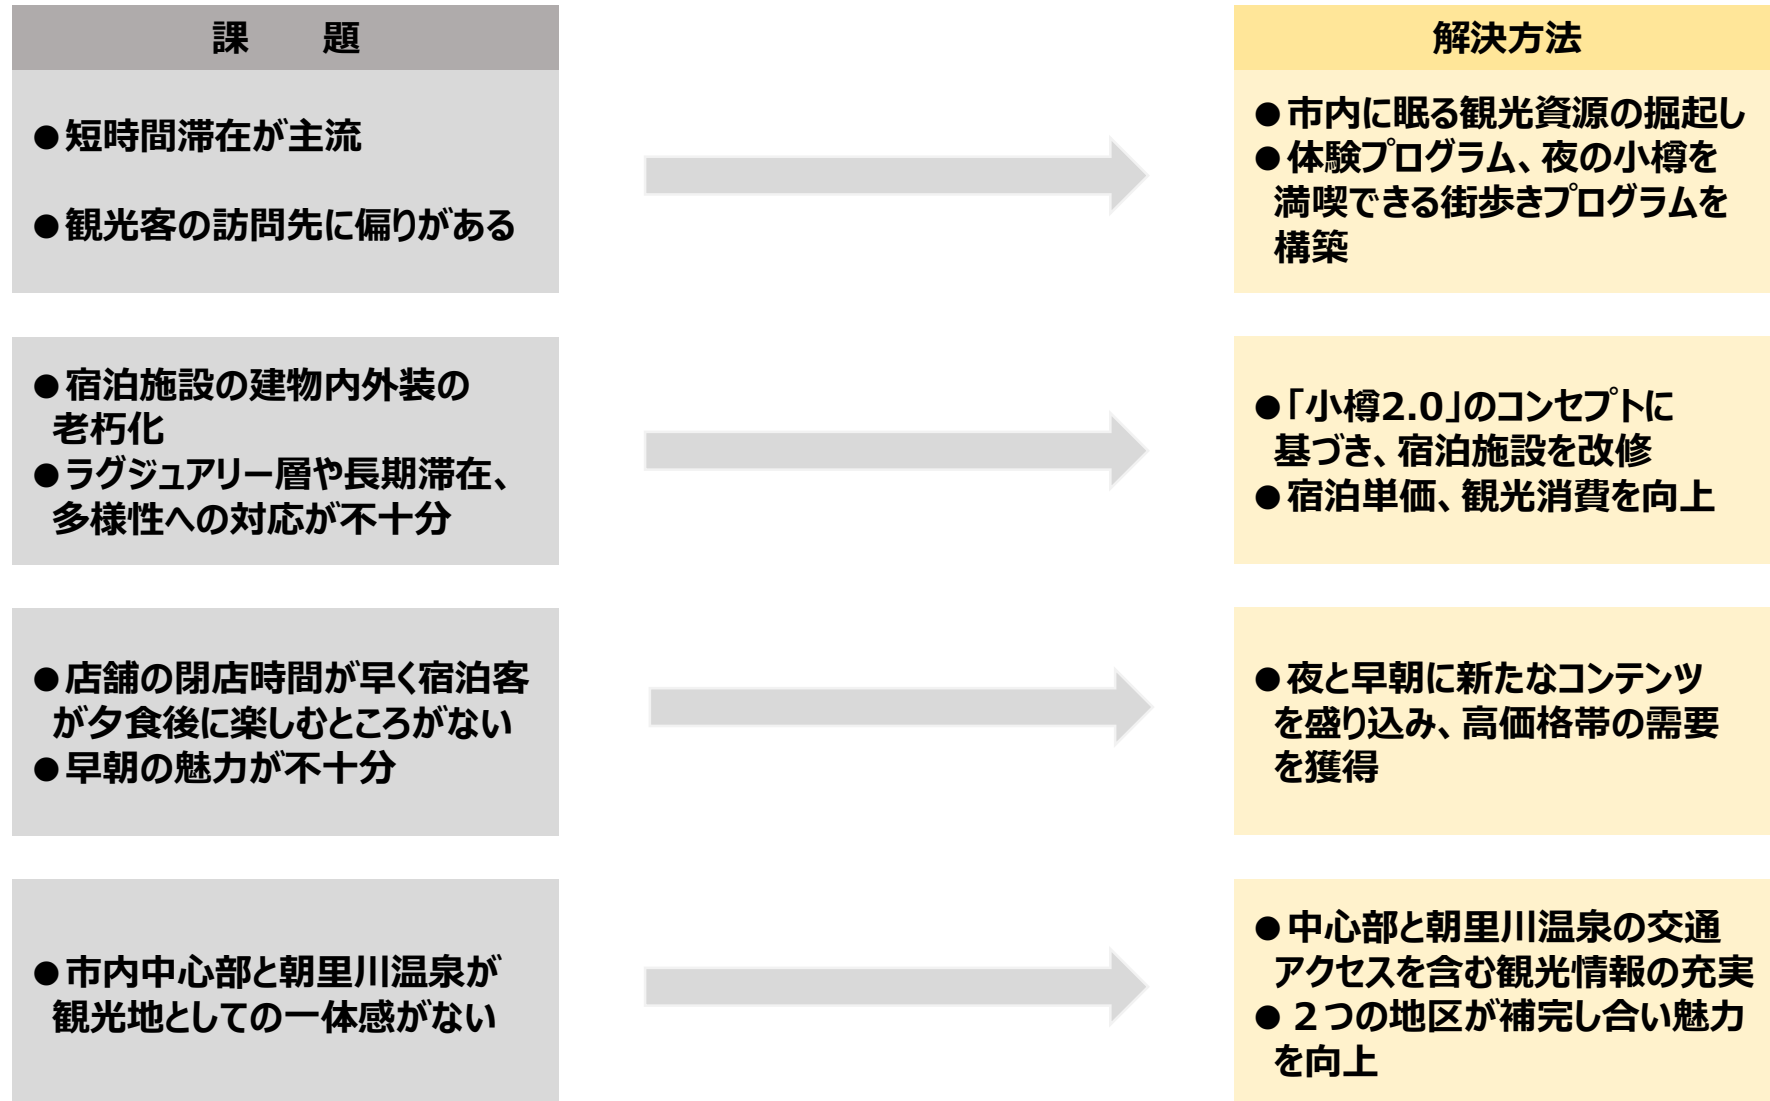 課　　題
●短時間滞在が主流
●観光客の訪問先に偏りがある
解決方法
●市内に眠る観光資源の掘起し
●体験プログラム、夜の小樽を
満喫できる街歩きプログラムを
構築
●宿泊施設の建物内外装の
老朽化
●ラグジュアリー層や長期滞在、
多様性への対応が不十分
●「小樽2.0」のコンセプトに
基づき、宿泊施設を改修
●宿泊単価、観光消費を向上
●店舗の閉店時間が早く宿泊客
が夕食後に楽しむところがない
●早朝の魅力が不十分
●夜と早朝に新たなコンテンツ
を盛り込み、高価格帯の需要
を獲得
●市内中心部と朝里川温泉が
観光地としての一体感がない
●中心部と朝里川温泉の交通
アクセスを含む観光情報の充実
●２つの地区が補完し合い魅力
を向上